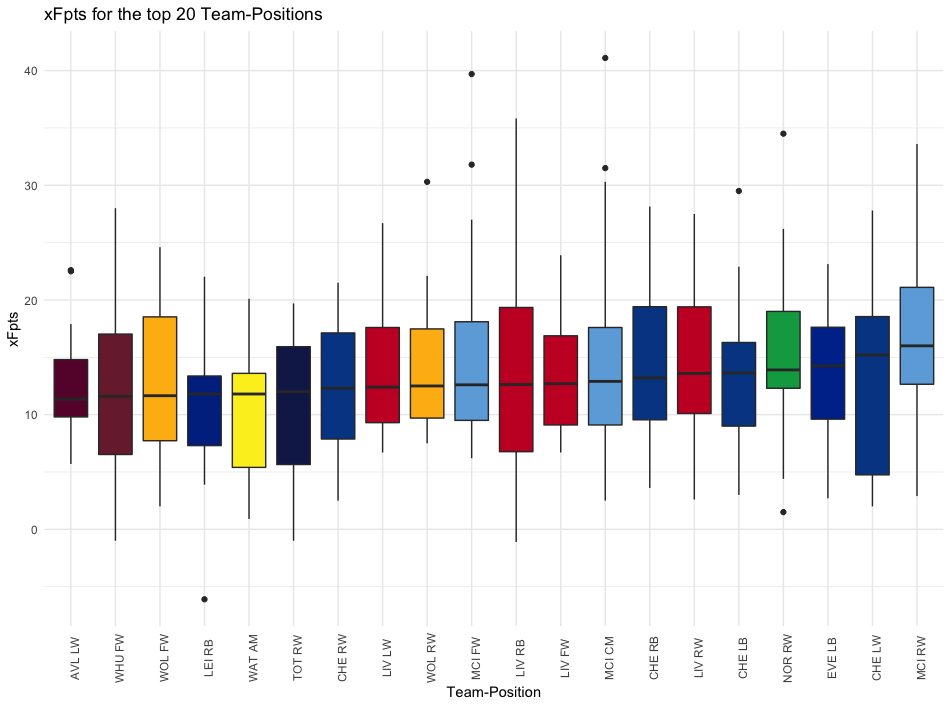 xFpts for the top 20 Team-Positions
xFpts
40
30
20
10
0
AVL LW
WHU FW
WOL FW
LEI RB
WAT AM
TOT RW
CHE RW
LIV LW
WOL RW
MCI FW
LIV RB
LIV FW
MCI CM
CHE RB
LIV RW
CHE LB
NOR RW
EVE LB
CHE LW
MCI RW
Team-Position